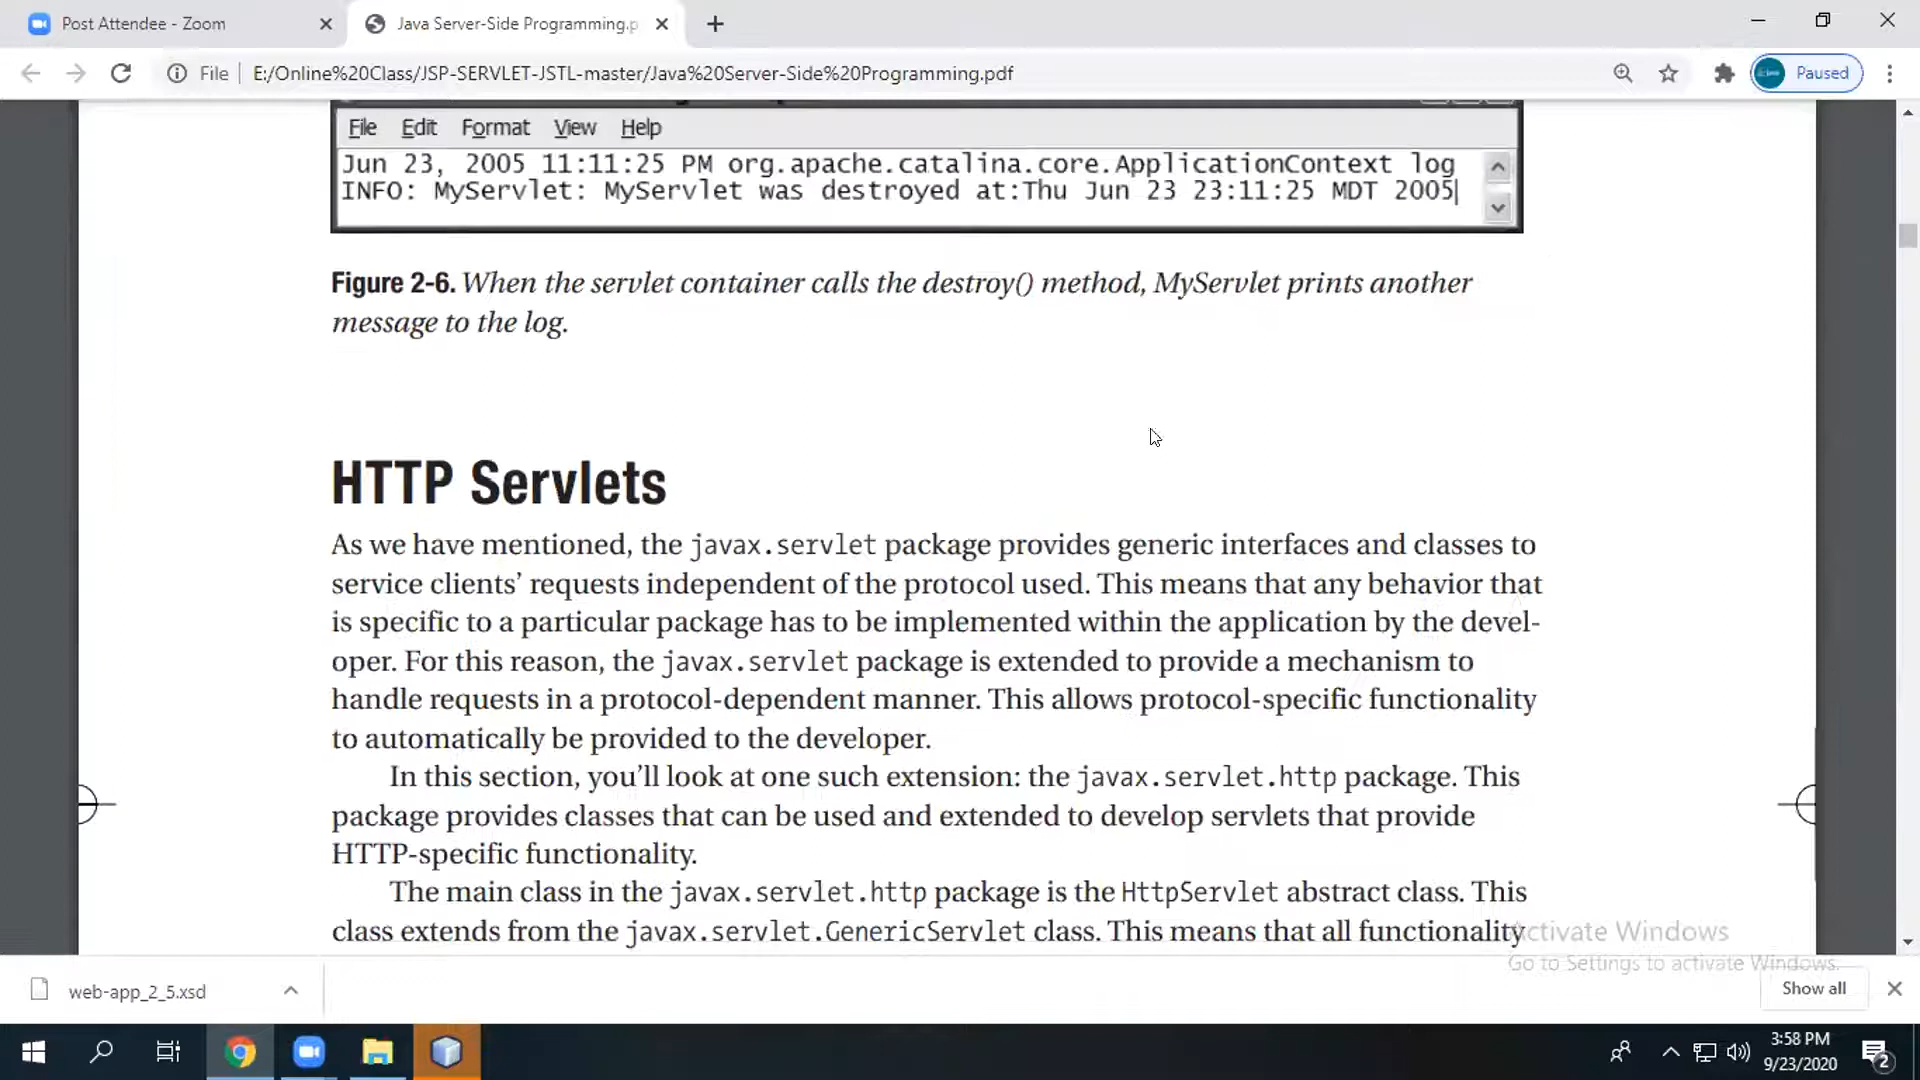 Post Attendee - Zoom
Java Server-Side Programming.p
File
E:/Online%20Class/JSP-SERVLET-JSTL-master/Java%20Server-Side%20Programming.pdf
Paused
File Edit Format View Help
Jun 23, 2005 11:11:25 PM org.apache.catalina.core.ApplicationContext log
INFO: MyServlet: MyServlet was destroyed at:Thu Jun 23 23:11:25 MDT 2005
Figure 2-6. When the servlet container calls the destroy() method, MyServlet prints another
message to the log.
HTTP Servlets
As we have mentioned, the javax.servlet package provides generic interfaces and classes to
service clients’ requests independent of the protocol used. This means that any behavior that
is specific to a particular package has to be implemented within the application by the devel-
oper. For this reason, the javax.servlet package is extended to provide a mechanism to
handle requests in a protocol-dependent manner. This allows protocol-specific functionality
to automatically be provided to the developer.
In this section, you’ll look at one such extension: the javax.servlet.http package. This
package provides classes that can be used and extended to develop servlets that provide
HTTP-specific functionality.
The main class in the javax.servlet.http package is the HttpServlet abstract class. This
class extends from the javax.servlet.GenericServlet class. This means that all functionality
Activate Windows
Go to Settings to activate Windows.
web-app_2_5.xsd
Show all
3:58 PM
9/23/2020
2